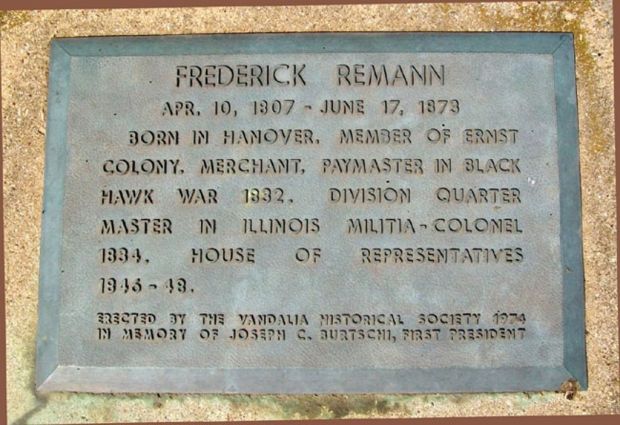 FREDERICK REMANN
APR. 10, 1807 - JUNE 17, 1873
BORN IN HANOVER. MEMBER OF ERNST
COLONY. MERCHANT. PAYMASTER IN BLACK
HAWK WAR 1832. DIVISION QUARTER
MASTER IN ILLINOIS MILITIA-COLONEL
1834. HOUSE OF REPRESENTATIVES
1846-48.
ERECTED BY THE VANDALIA HISTORICAL SOCIETY 1974
IN MEMORY OF JOSEPH C. BURTSCHI, FIRST PRESIDENT